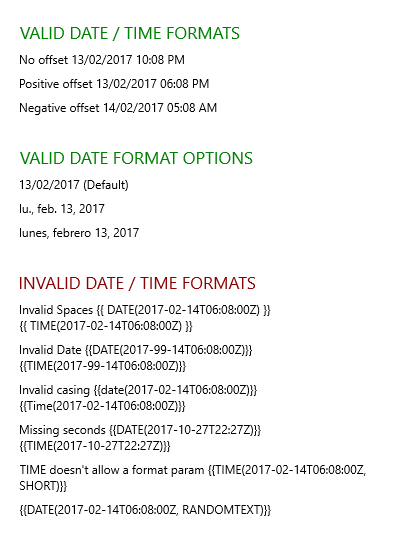 VALID DATE / TIME FORMATS
No offset 13/02/2017 10:08 PM
Positive offset 13/02/2017 06:08 PM
Negative offset 14/02/2017 05:08 AM
VALID DATE FORMAT OPTIONS
13/02/2017 (Default)
lu., feb. 13, 2017
lunes, febrero 13, 2017
INVALID DATE / TIME FORMATS
Invalid Spaces {{ DATE(2017-02-14T06:08:00Z) }}
{{ TIME(2017-02-14T06:08:00Z) }}
Invalid Date {{DATE(2017-99-14T06:08:00Z)}}
{{TIME(2017-99-14T06:08:00Z)}}
Invalid casing {{date(2017-02-14T06:08:00Z)}}
{{Time(2017-02-14T06:08:00Z)}}
Missing seconds {{DATE(2017-10-27T22:27Z)}}
{{TIME(2017-10-27T22:27Z)}}
TIME doesn't allow a format param {{TIME(2017-02-14T06:08:00Z,
SHORT)}}
{{DATE(2017-02-14T06:08:00Z, RANDOMTEXT)}}